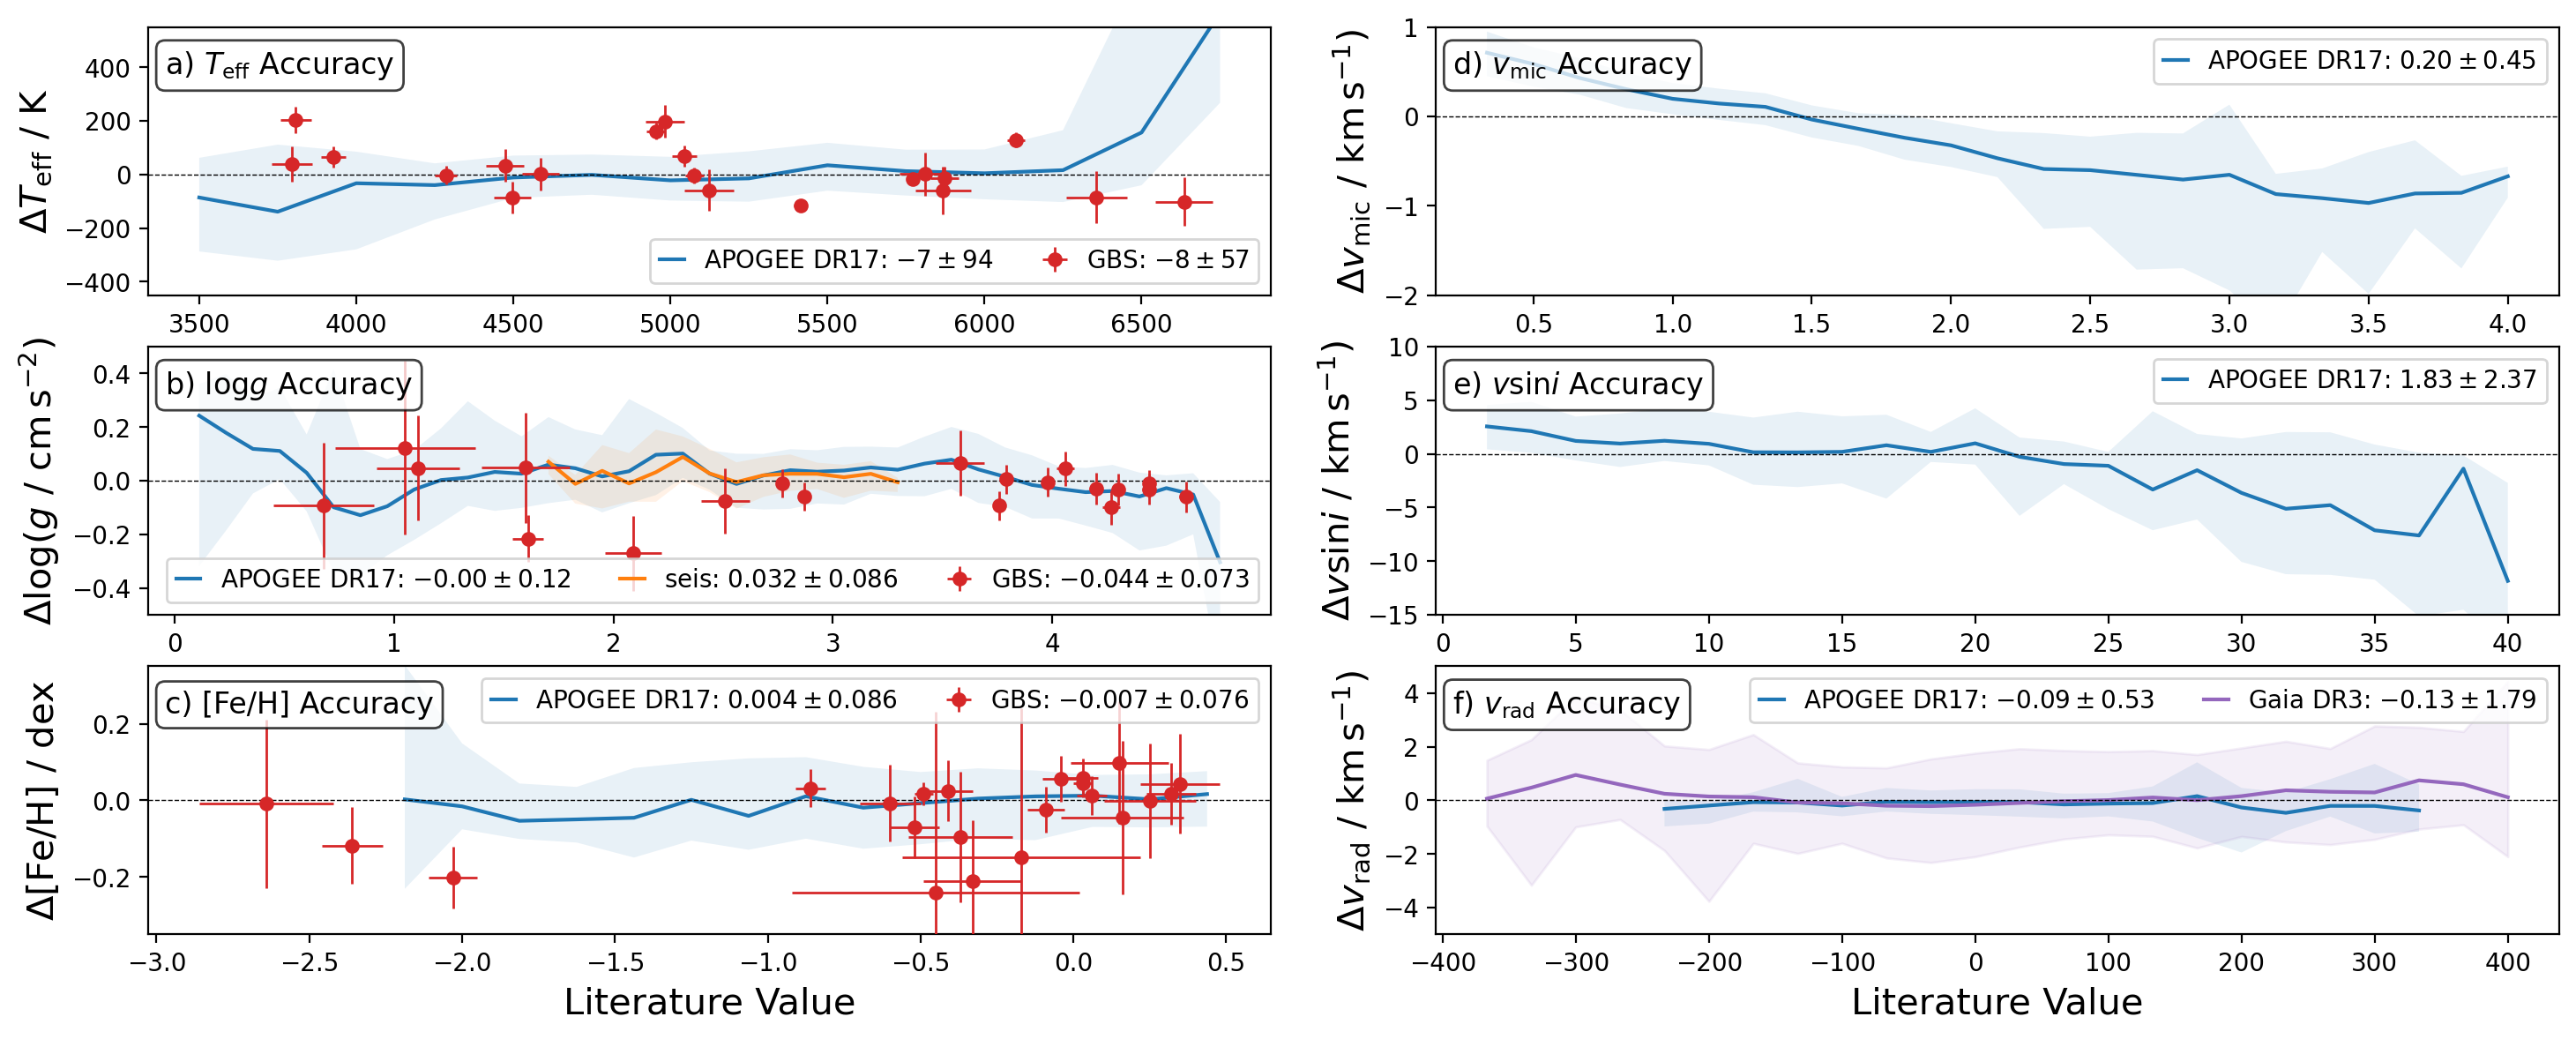 a) Teff Accuracy
ΔTeff / K
400
200
0
−200
−400
APOGEE DR17: −7 ± 94 GBS: −8 ± 57
3500 4000 4500 5000 5500 6000 6500
b) logg Accuracy
Δlog(g / cm s−2)
0.4
0.2
0.0
−0.2
−0.4
APOGEE DR17: −0.00 ± 0.12 seis: 0.032 ± 0.086 GBS: −0.044 ± 0.073
0 1 2 3 4
c) [Fe/H] Accuracy
APOGEE DR17: 0.004 ± 0.086 GBS: −0.007 ± 0.076
Δ[Fe/H] / dex
0.2
0.0
−0.2
−3.0 −2.5 −2.0 −1.5 −1.0 −0.5 0.0 0.5
Literature Value
d) vmic Accuracy
APOGEE DR17: 0.20 ± 0.45
Δvmic / km s−1)
1
0
−1
−2
0.5 1.0 1.5 2.0 2.5 3.0 3.5 4.0
e) vsini Accuracy
APOGEE DR17: 1.83 ± 2.37
Δvsini / km s−1)
10
5
0
−5
−10
−15
0 5 10 15 20 25 30 35 40
f) vrad Accuracy
APOGEE DR17: −0.09 ± 0.53 Gaia DR3: −0.13 ± 1.79
Δvrad / km s−1)
4
2
0
−2
−4
−400 −300 −200 −100 0 100 200 300 400
Literature Value